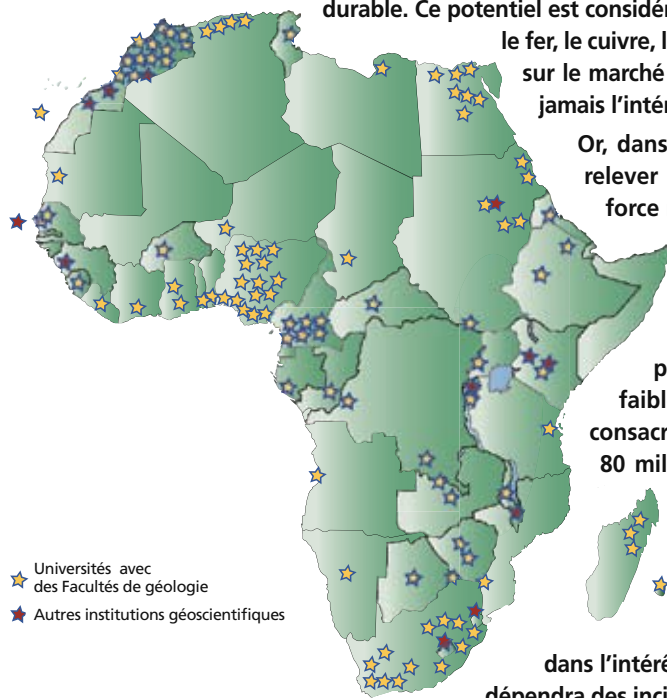 durable. Ce potentiel est considér
le fer, le cuivre, l
sur le marché
jamais l’intér
Or, dans
relever
force
p
faibl
consacr
80 mil
Universités avec
des Facultés de géologie
Autres institutions géoscientifiques
dans l’intérê
dépendra des inci